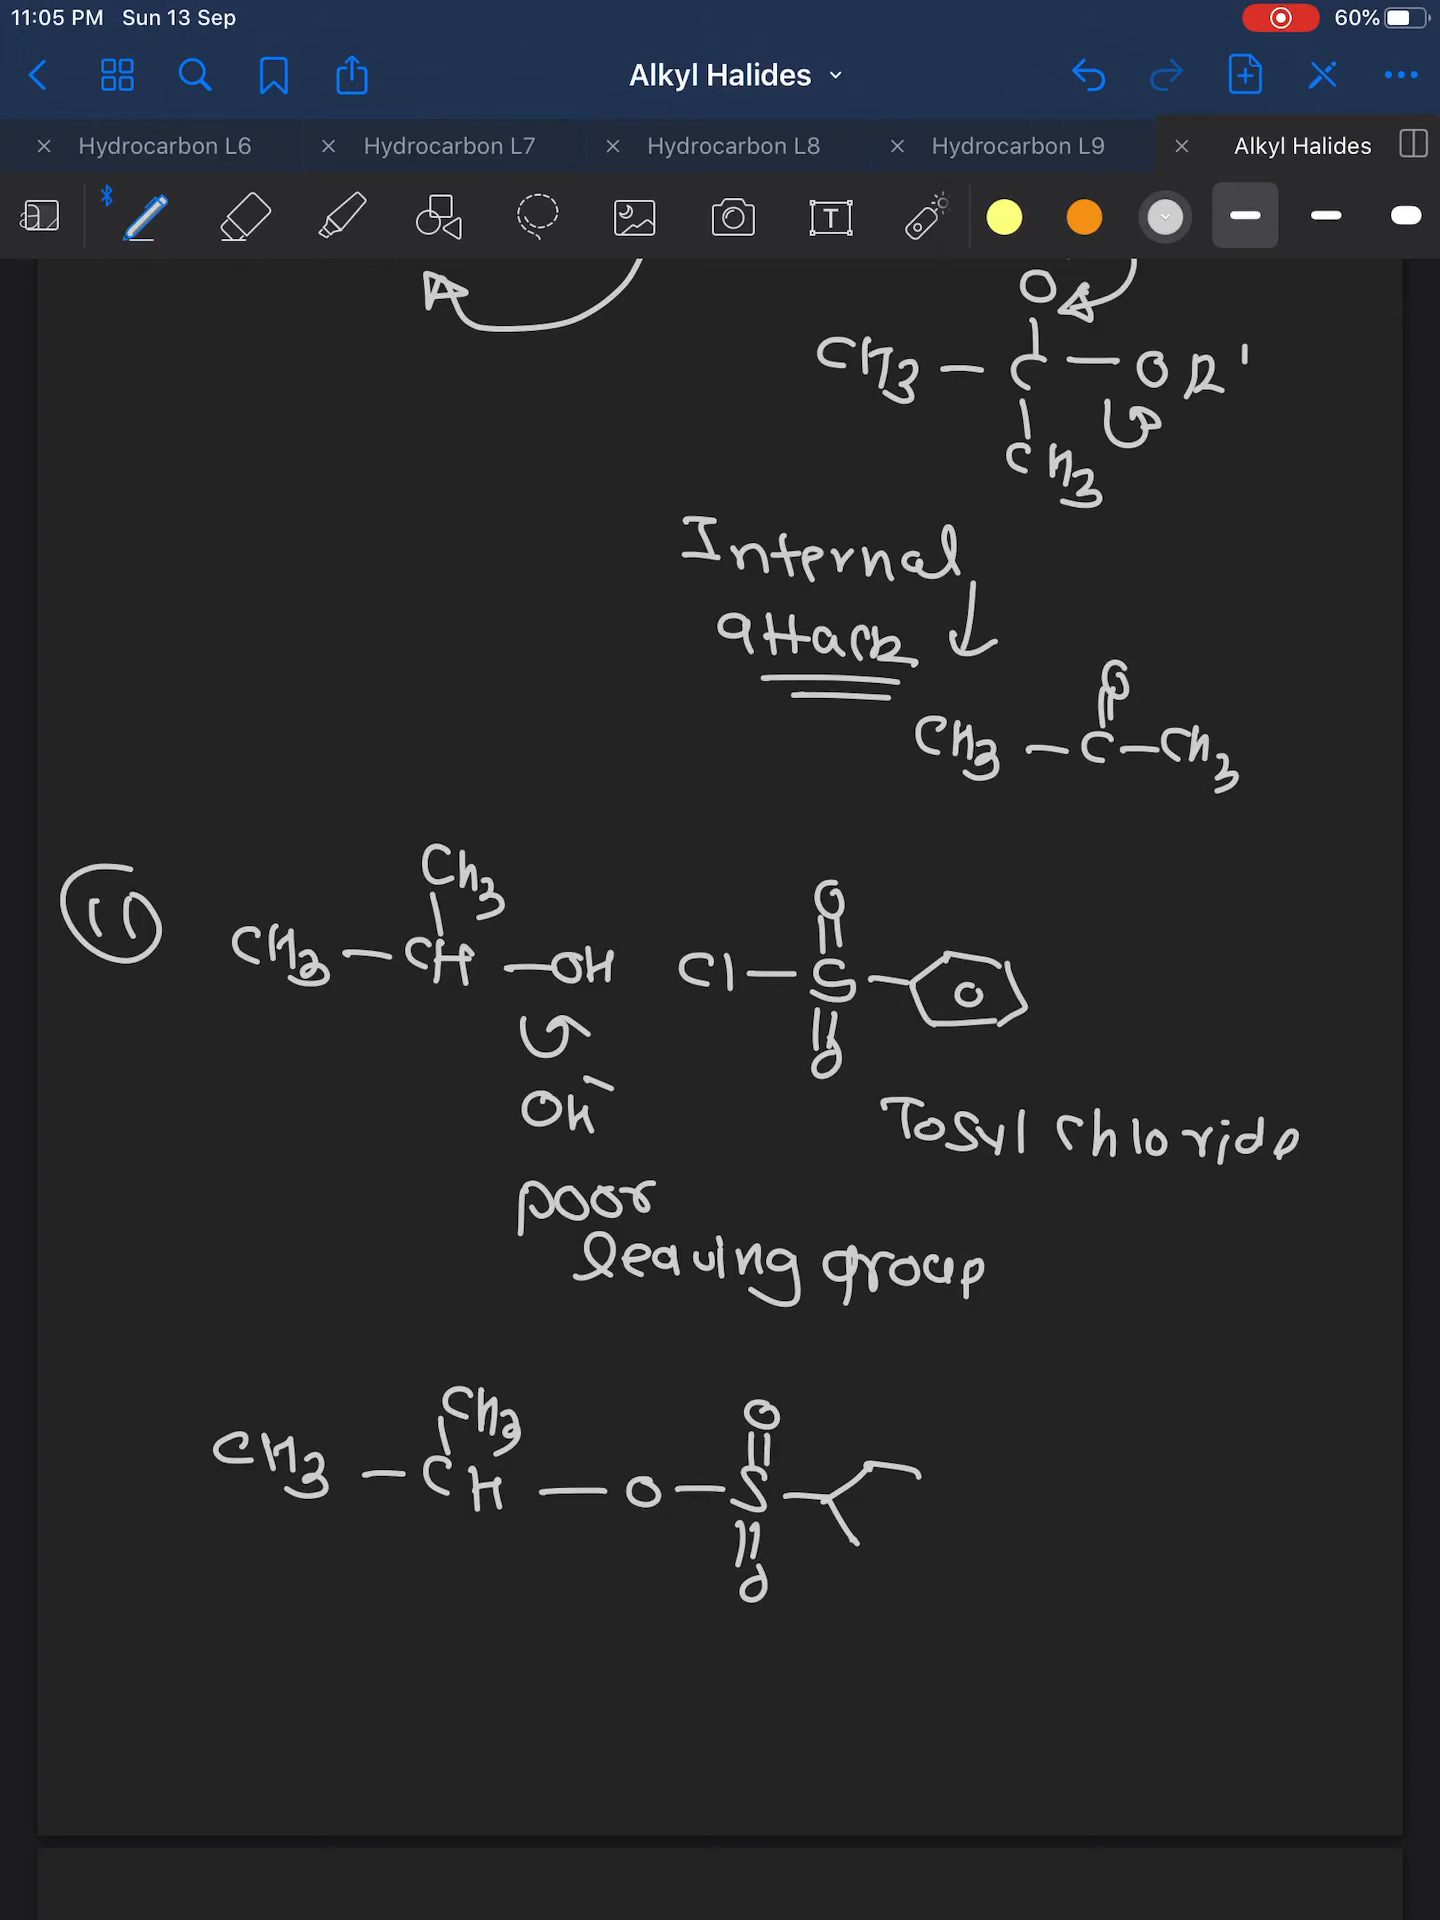 11:05 PM Sun 13 Sep 60%
Alkyl Halides
Hydrocarbon L6 Hydrocarbon L7 Hydrocarbon L8 Hydrocarbon L9 Alkyl Halides
a T
O
CH3 — C — OR'
CH3
Internal
attack
O
CH3 — C — CH3
11
CH3
CH3 — CH — OH
O
Cl — S —
O
OH-
Tosyl chloride
poor
leaving group
CH3
O
CH3 — CH — O — S —
O